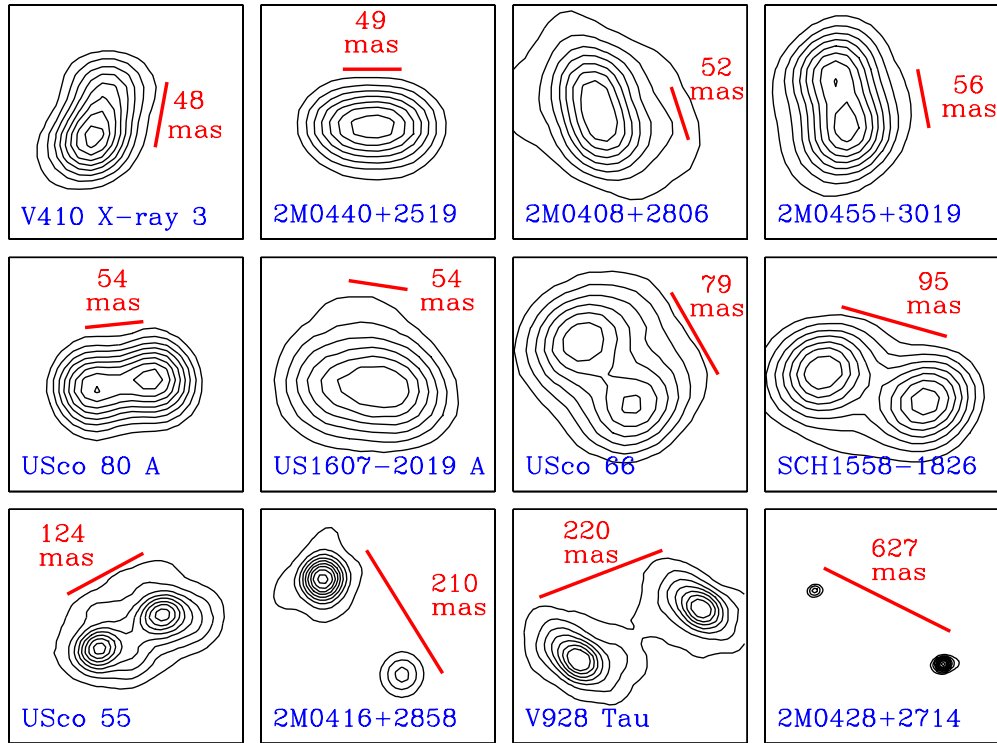 48
mas
V410 X-ray 3
49
mas
2M0440+2519
52
mas
2M0408+2806
56
mas
2M0455+3019
54
mas
USco 80 A
54
mas
US1607-2019 A
79
mas
USco 66
95
mas
SCH1558-1826
124
mas
USco 55
210
mas
2M0416+2858
220
mas
V928 Tau
627
mas
2M0428+2714